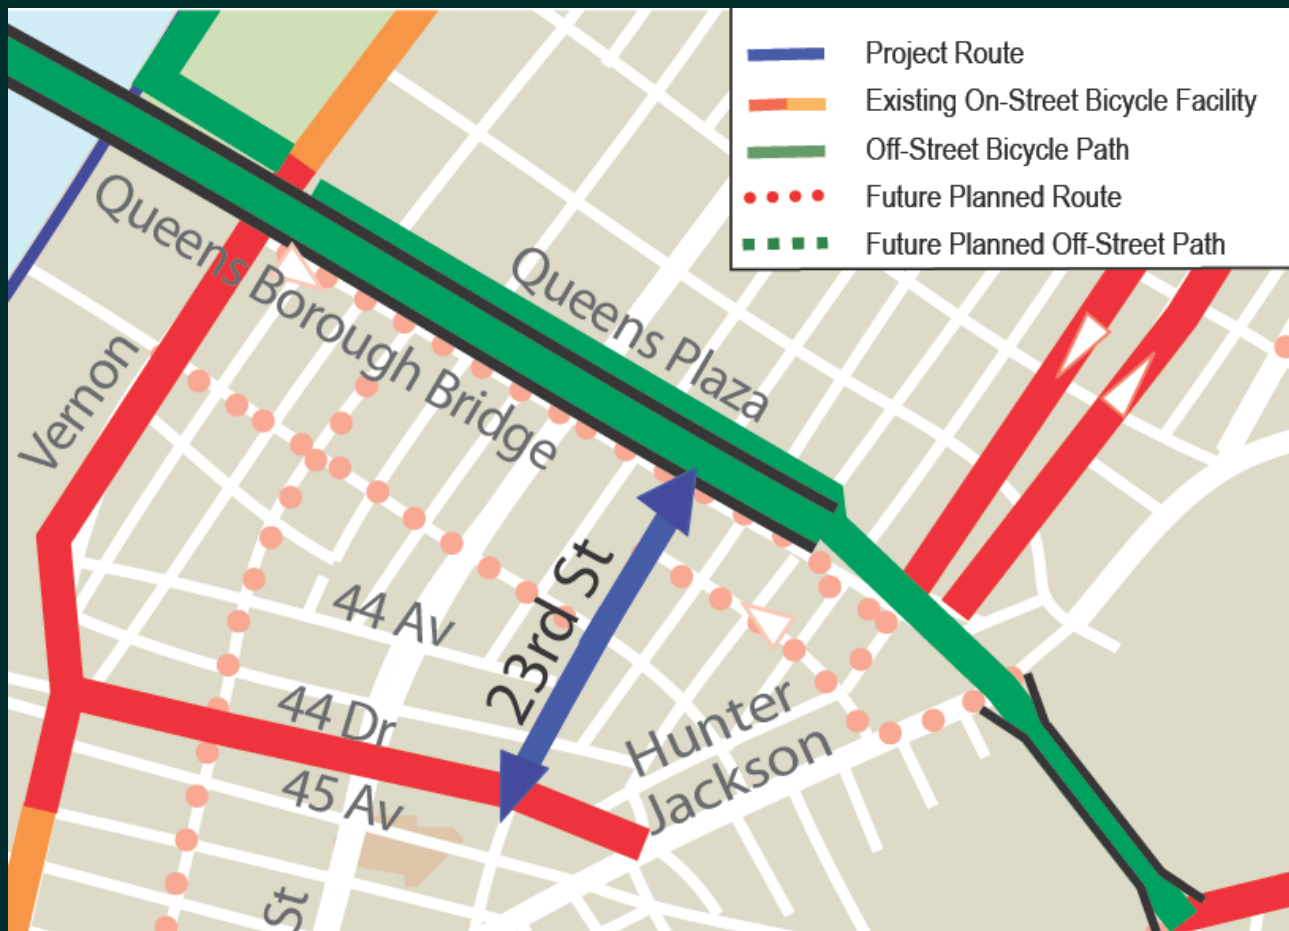 Project Route
Existing On-Street Bicycle Facility
Off-Street Bicycle Path
Future Planned Route
Future Planned Off-Street Path
Queens Borough Bridge
Queens Plaza
Vernon
23rd St
44 Av
44 Dr
45 Av
Hunter
Jackson
St